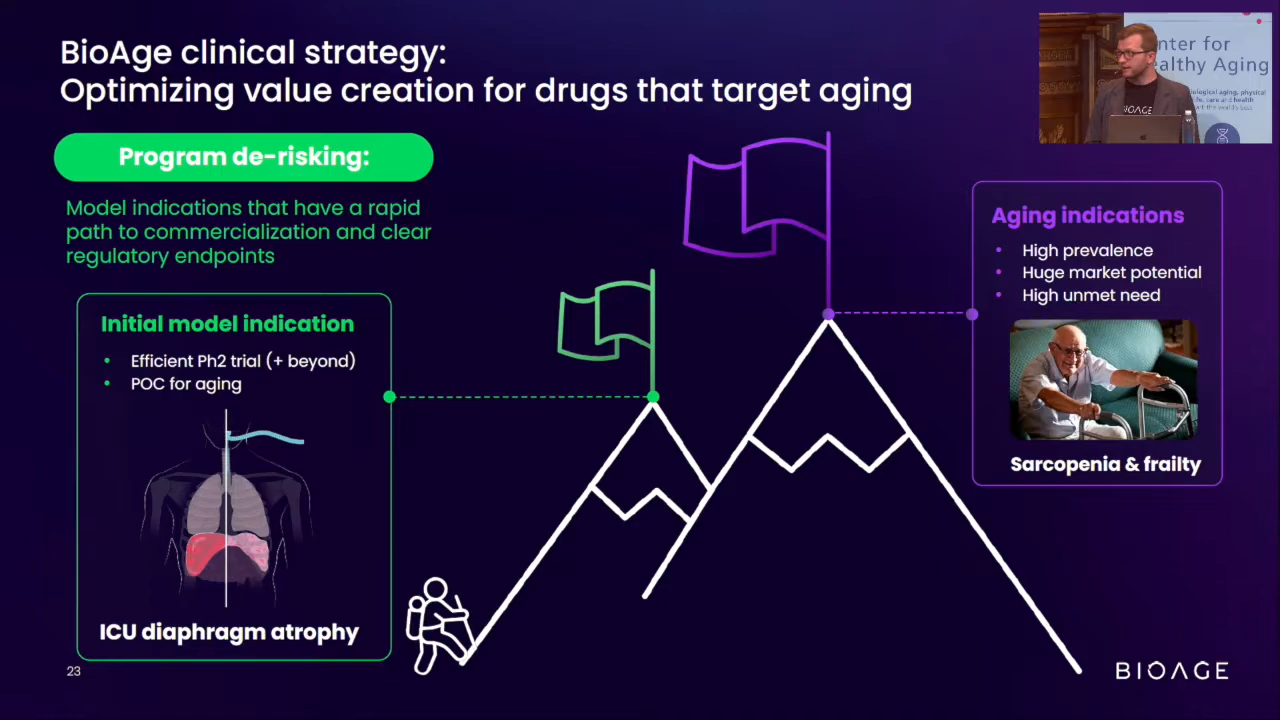 BioAge clinical strategy:
Optimizing value creation for drugs that target aging
Program de-risking:
Model indications that have a rapid
path to commercialization and clear
regulatory endpoints
Initial model indication
• Efficient Ph2 trial (+ beyond)
• POC for aging
ICU diaphragm atrophy
Aging indications
• High prevalence
• Huge market potential
• High unmet need
Sarcopenia & frailty
nter for
althy Aging
BIOAGE
23
BIOAGE